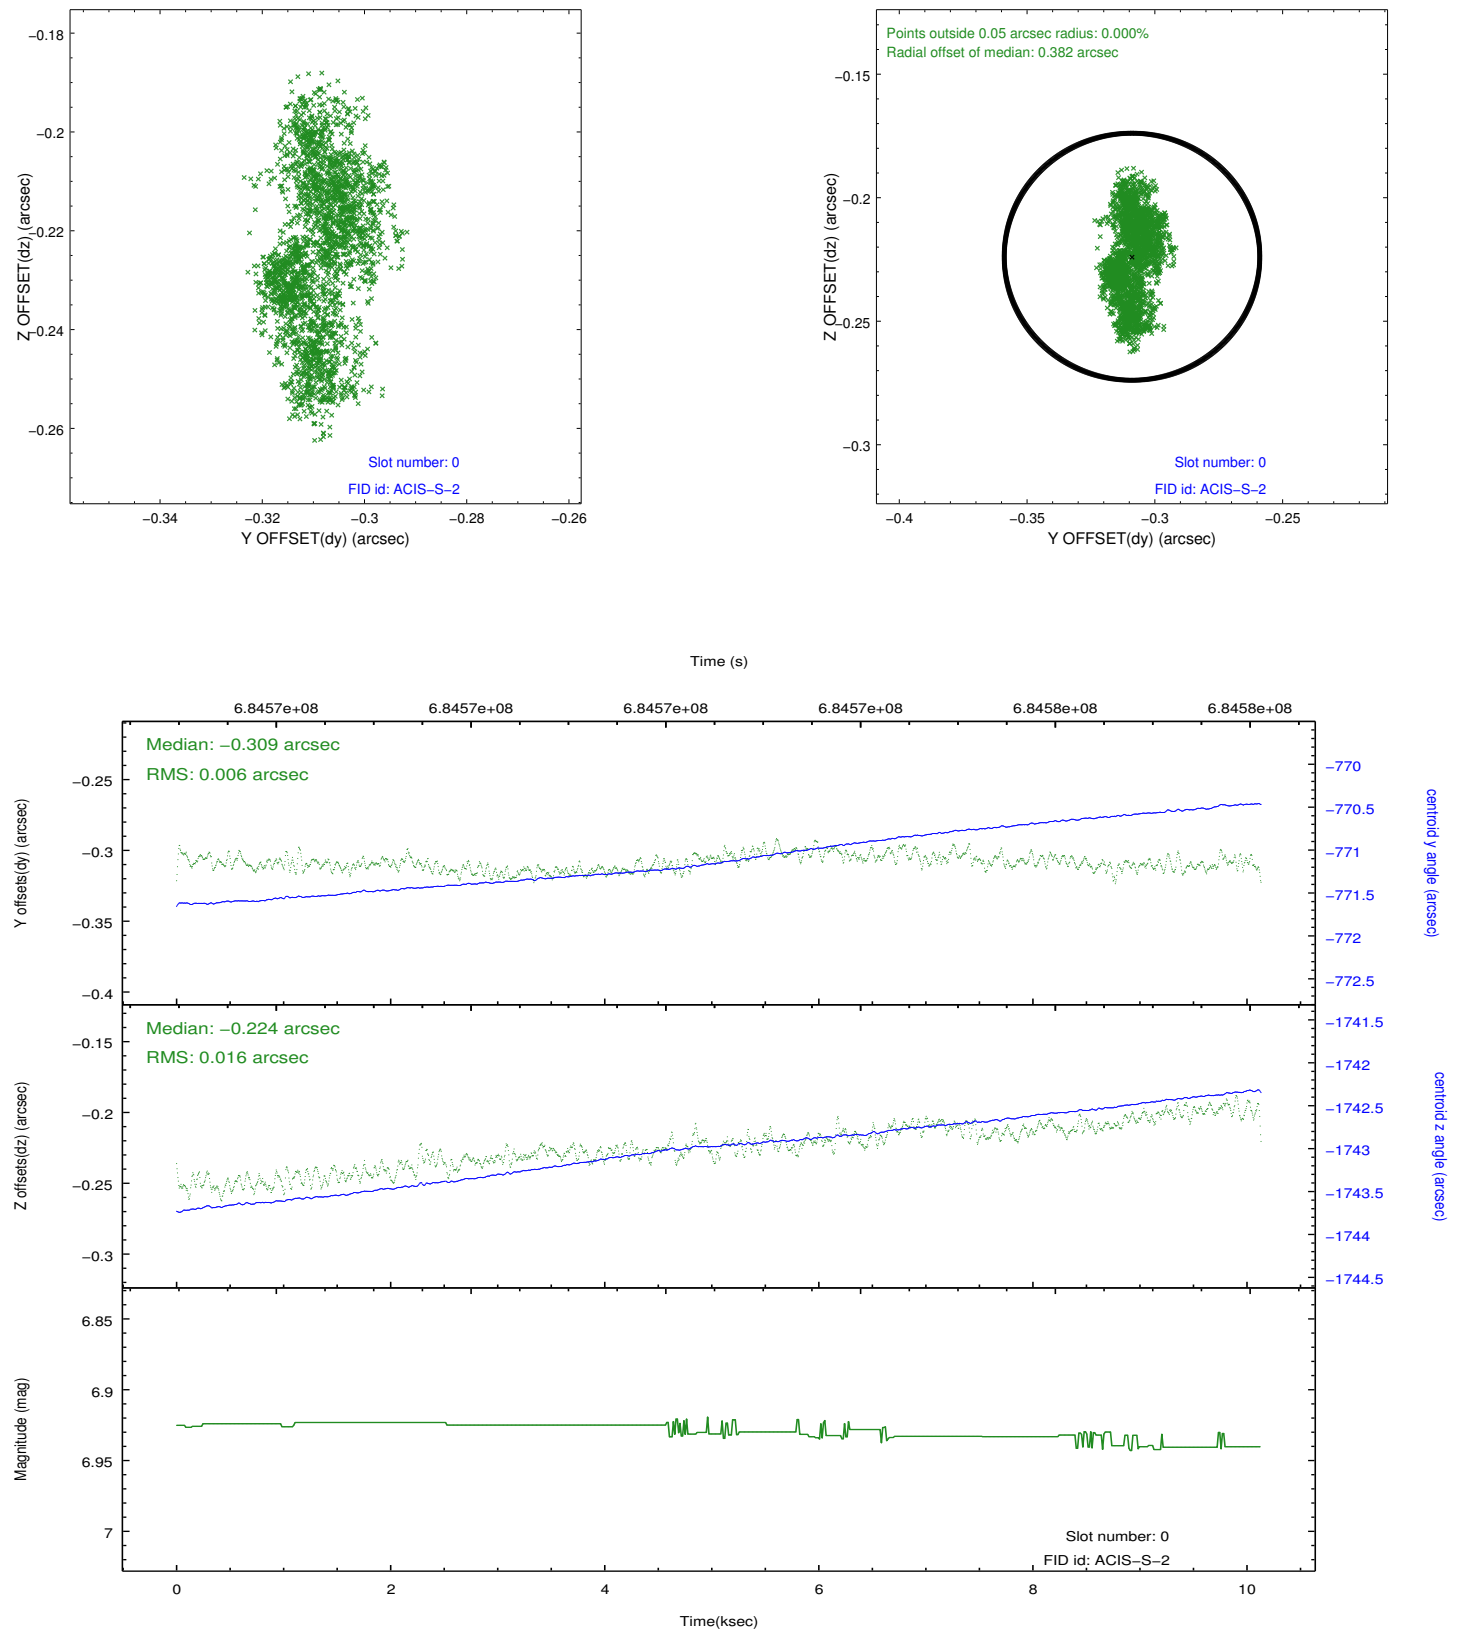 −0.18
−0.2
−0.22
−0.24
−0.26
Z OFFSET(dz) (arcsec)
Slot number: 0
FID id: ACIS−S−2
−0.34
−0.32
−0.3
−0.28
−0.26
Y OFFSET(dy) (arcsec)
Points outside 0.05 arcsec radius: 0.000%
Radial offset of median: 0.382 arcsec
−0.15
−0.2
−0.25
−0.3
Z OFFSET(dz) (arcsec)
Slot number: 0
FID id: ACIS−S−2
−0.4
−0.35
−0.3
−0.25
Y OFFSET(dy) (arcsec)
Time (s)
6.8457e+08
6.8457e+08
6.8457e+08
6.8457e+08
6.8458e+08
6.8458e+08
Median: −0.309 arcsec
RMS: 0.006 arcsec
−0.25
−0.3
−0.35
−0.4
Y offsets(dy) (arcsec)
−770
−770.5
−771
−771.5
−772
−772.5
centroid y angle (arcsec)
Median: −0.224 arcsec
RMS: 0.016 arcsec
−0.15
−0.2
−0.25
−0.3
Z offsets(dz) (arcsec)
−1741.5
−1742
−1742.5
−1743
−1743.5
−1744
−1744.5
centroid z angle (arcsec)
6.85
6.9
6.95
7
Magnitude (mag)
Slot number: 0
FID id: ACIS−S−2
0
2
4
6
8
10
Time(ksec)